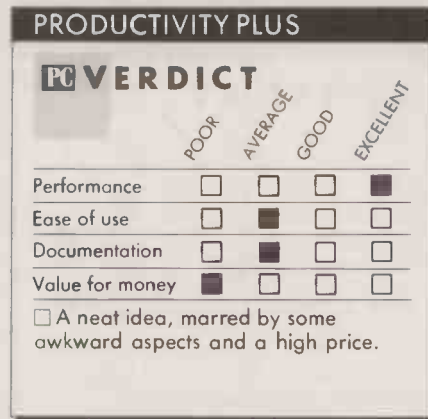 PRODUCTIVITY PLUS
PC VERDICT
POOR AVERAGE GOOD EXCELLENT
Performance
Ease of use
Documentation
Value for money
A neat idea, marred by some
awkward aspects and a high price.